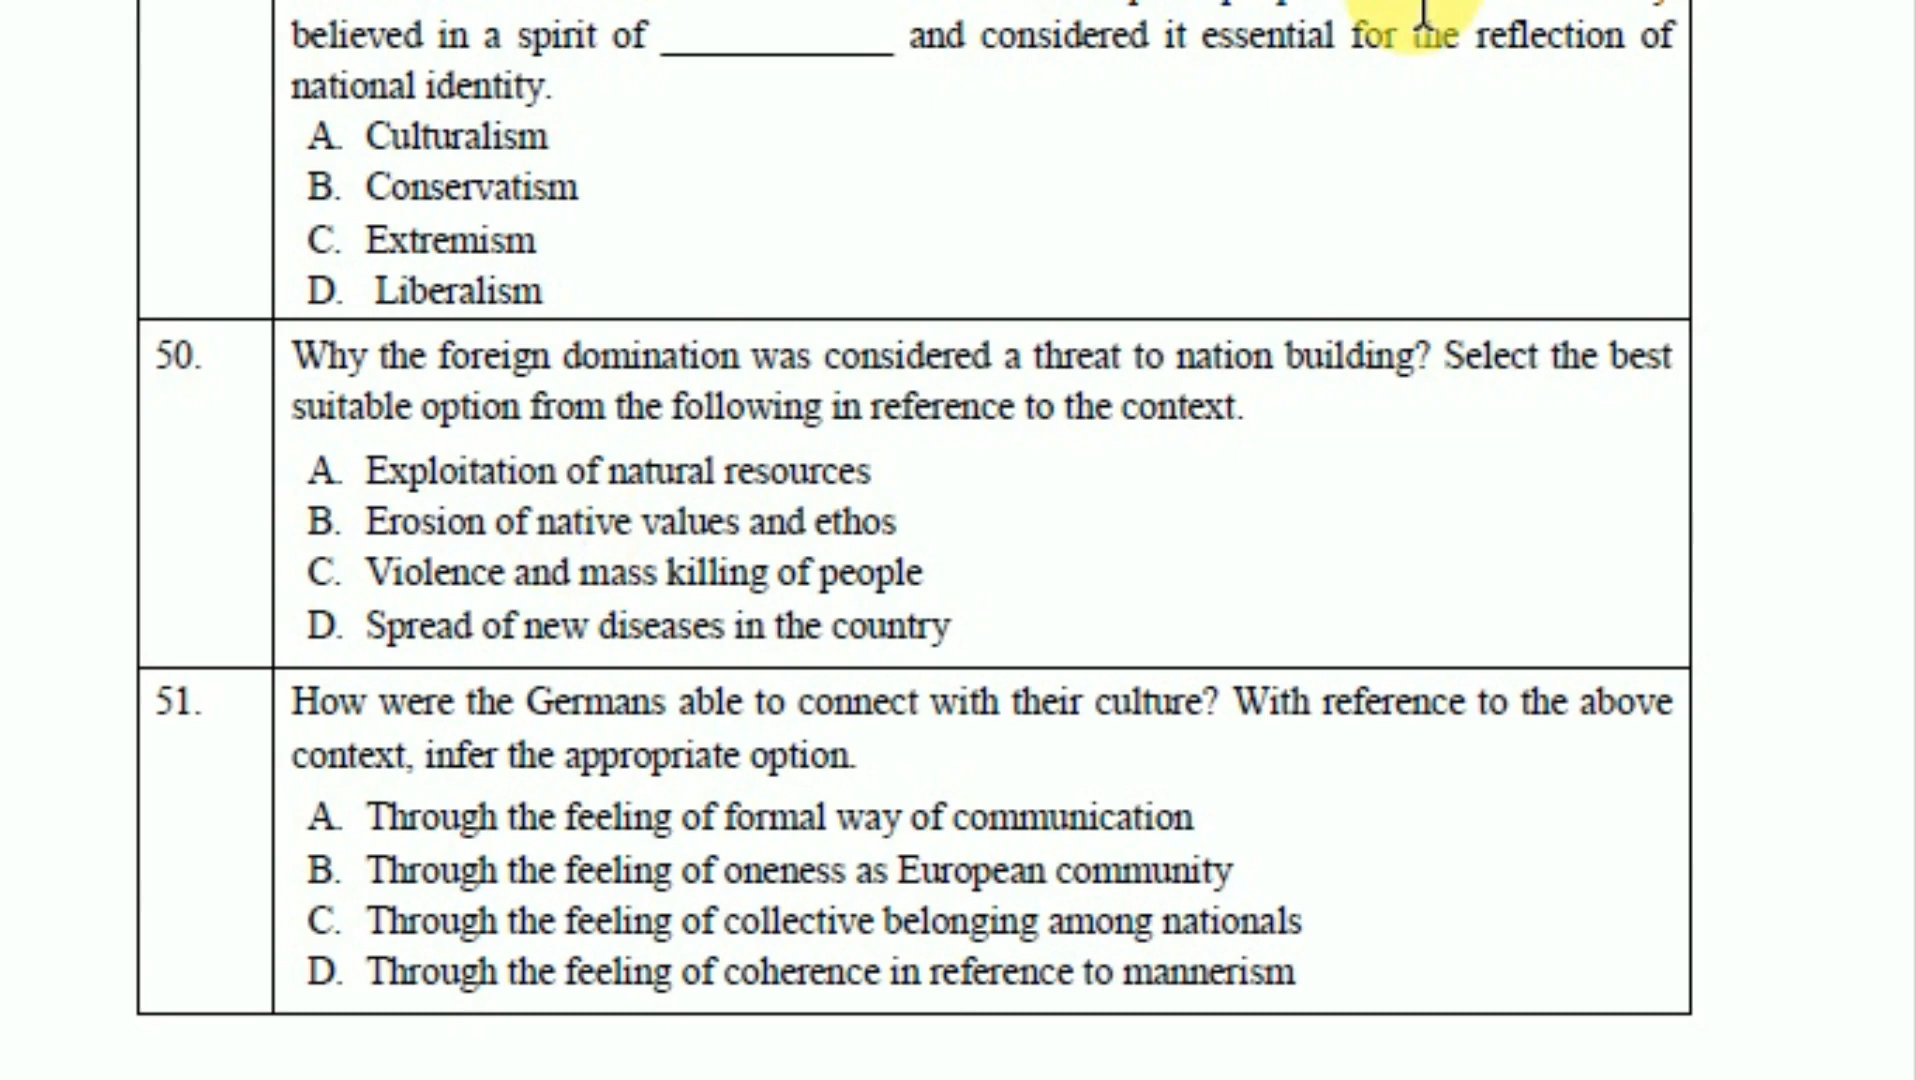 believed in a spirit of ____________ and considered it essential for the reflection of
national identity.
A. Culturalism
B. Conservatism
C. Extremism
D. Liberalism
50. Why the foreign domination was considered a threat to nation building? Select the best
suitable option from the following in reference to the context.
A. Exploitation of natural resources
B. Erosion of native values and ethos
C. Violence and mass killing of people
D. Spread of new diseases in the country
51. How were the Germans able to connect with their culture? With reference to the above
context, infer the appropriate option.
A. Through the feeling of formal way of communication
B. Through the feeling of oneness as European community
C. Through the feeling of collective belonging among nationals
D. Through the feeling of coherence in reference to mannerism